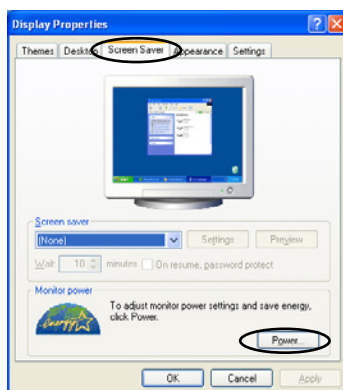 Display Properties
Themes Desktop Screen Saver Appearance Settings
Screen saver
(None) Settings Preview
Wait: 10 minutes On resume, password protect
Monitor power
To adjust monitor power settings and save energy,
click Power.
energy
Power...
OK Cancel Apply